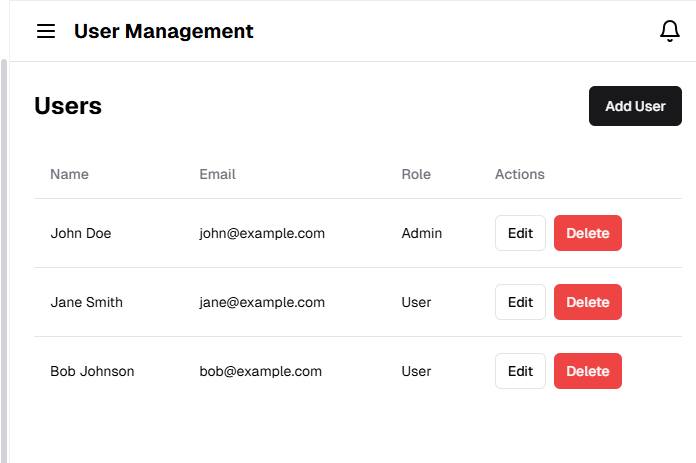 User Management
Users
Add User
Name Email Role Actions
John Doe john@example.com Admin Edit Delete
Jane Smith jane@example.com User Edit Delete
Bob Johnson bob@example.com User Edit Delete